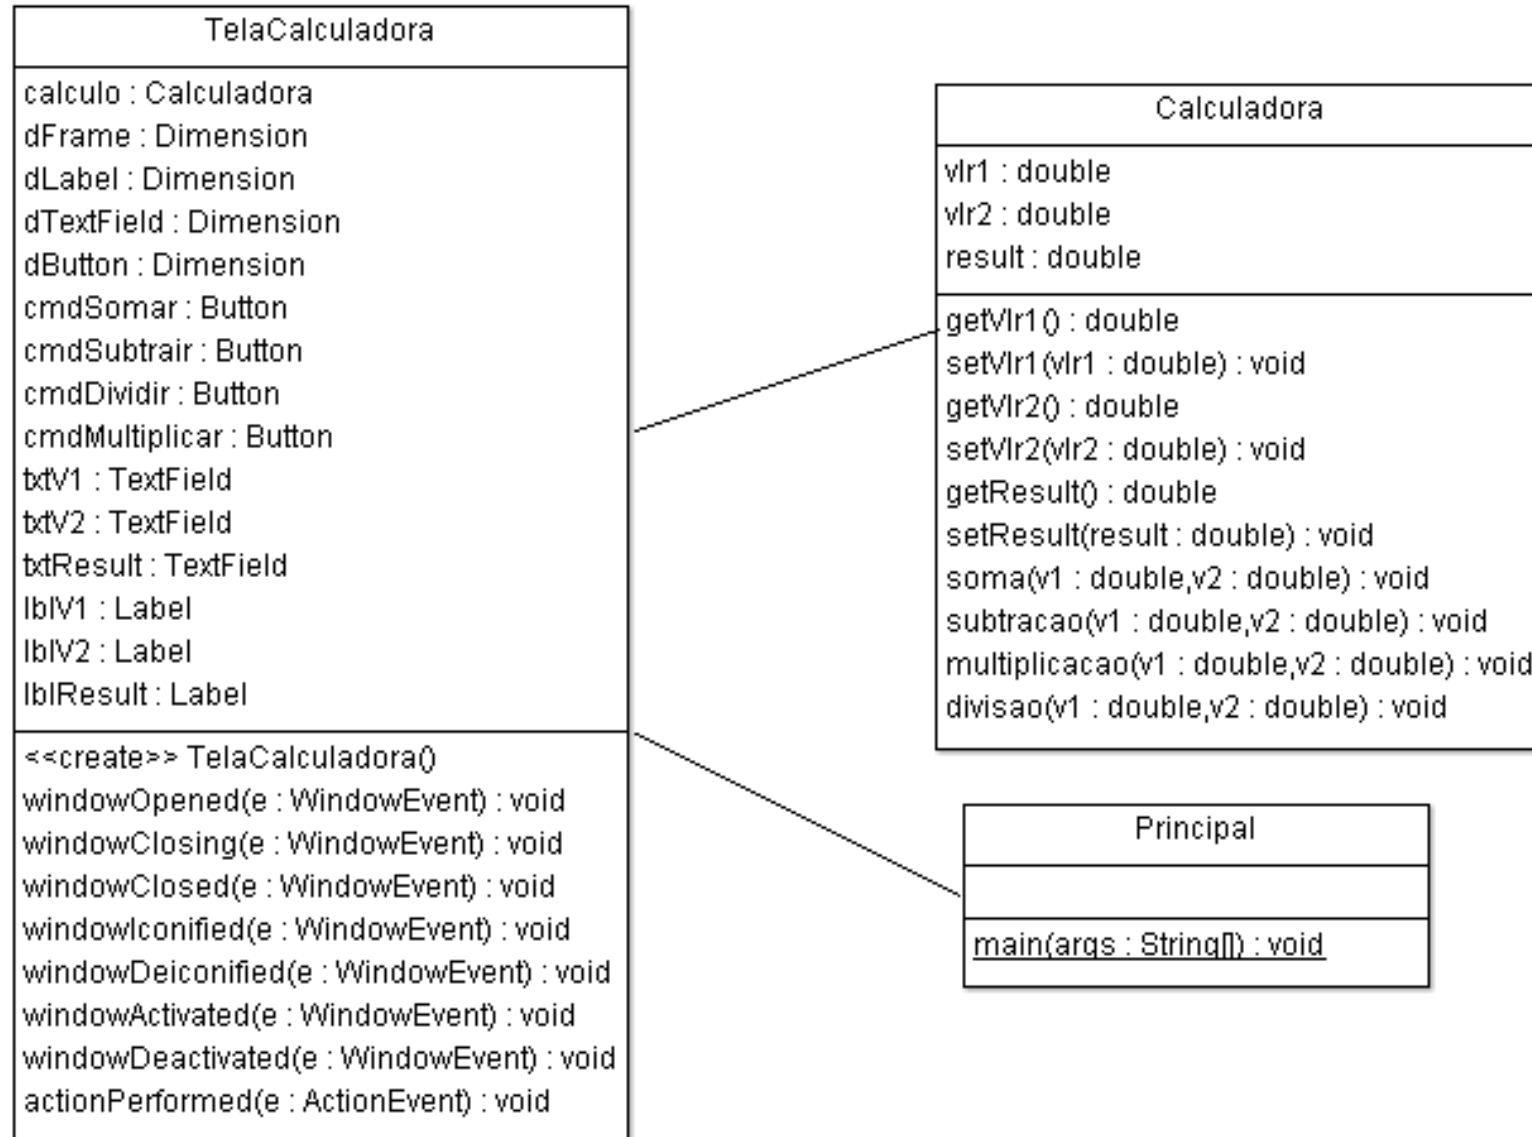 TelaCalculadora
calculo : Calculadora
dFrame : Dimension
dLabel : Dimension
dTextField : Dimension
dButton : Dimension
cmdSomar : Button
cmdSubtrair : Button
cmdDividir : Button
cmdMultiplicar : Button
txtV1 : TextField
txtV2 : TextField
txtResult : TextField
lblV1 : Label
lblV2 : Label
lblResult : Label
<<create>> TelaCalculadora()
windowOpened(e : WindowEvent) : void
windowClosing(e : WindowEvent) : void
windowClosed(e : WindowEvent) : void
windowIconified(e : WindowEvent) : void
windowDeiconified(e : WindowEvent) : void
windowActivated(e : WindowEvent) : void
windowDeactivated(e : WindowEvent) : void
actionPerformed(e : ActionEvent) : void
Calculadora
vlr1 : double
vlr2 : double
result : double
getVlr1() : double
setVlr1(vlr1 : double) : void
getVlr2() : double
setVlr2(vlr2 : double) : void
getResult() : double
setResult(result : double) : void
soma(v1 : double,v2 : double) : void
subtracao(v1 : double,v2 : double) : void
multiplicacao(v1 : double,v2 : double) : void
divisao(v1 : double,v2 : double) : void
Principal
main(args : String[]) : void